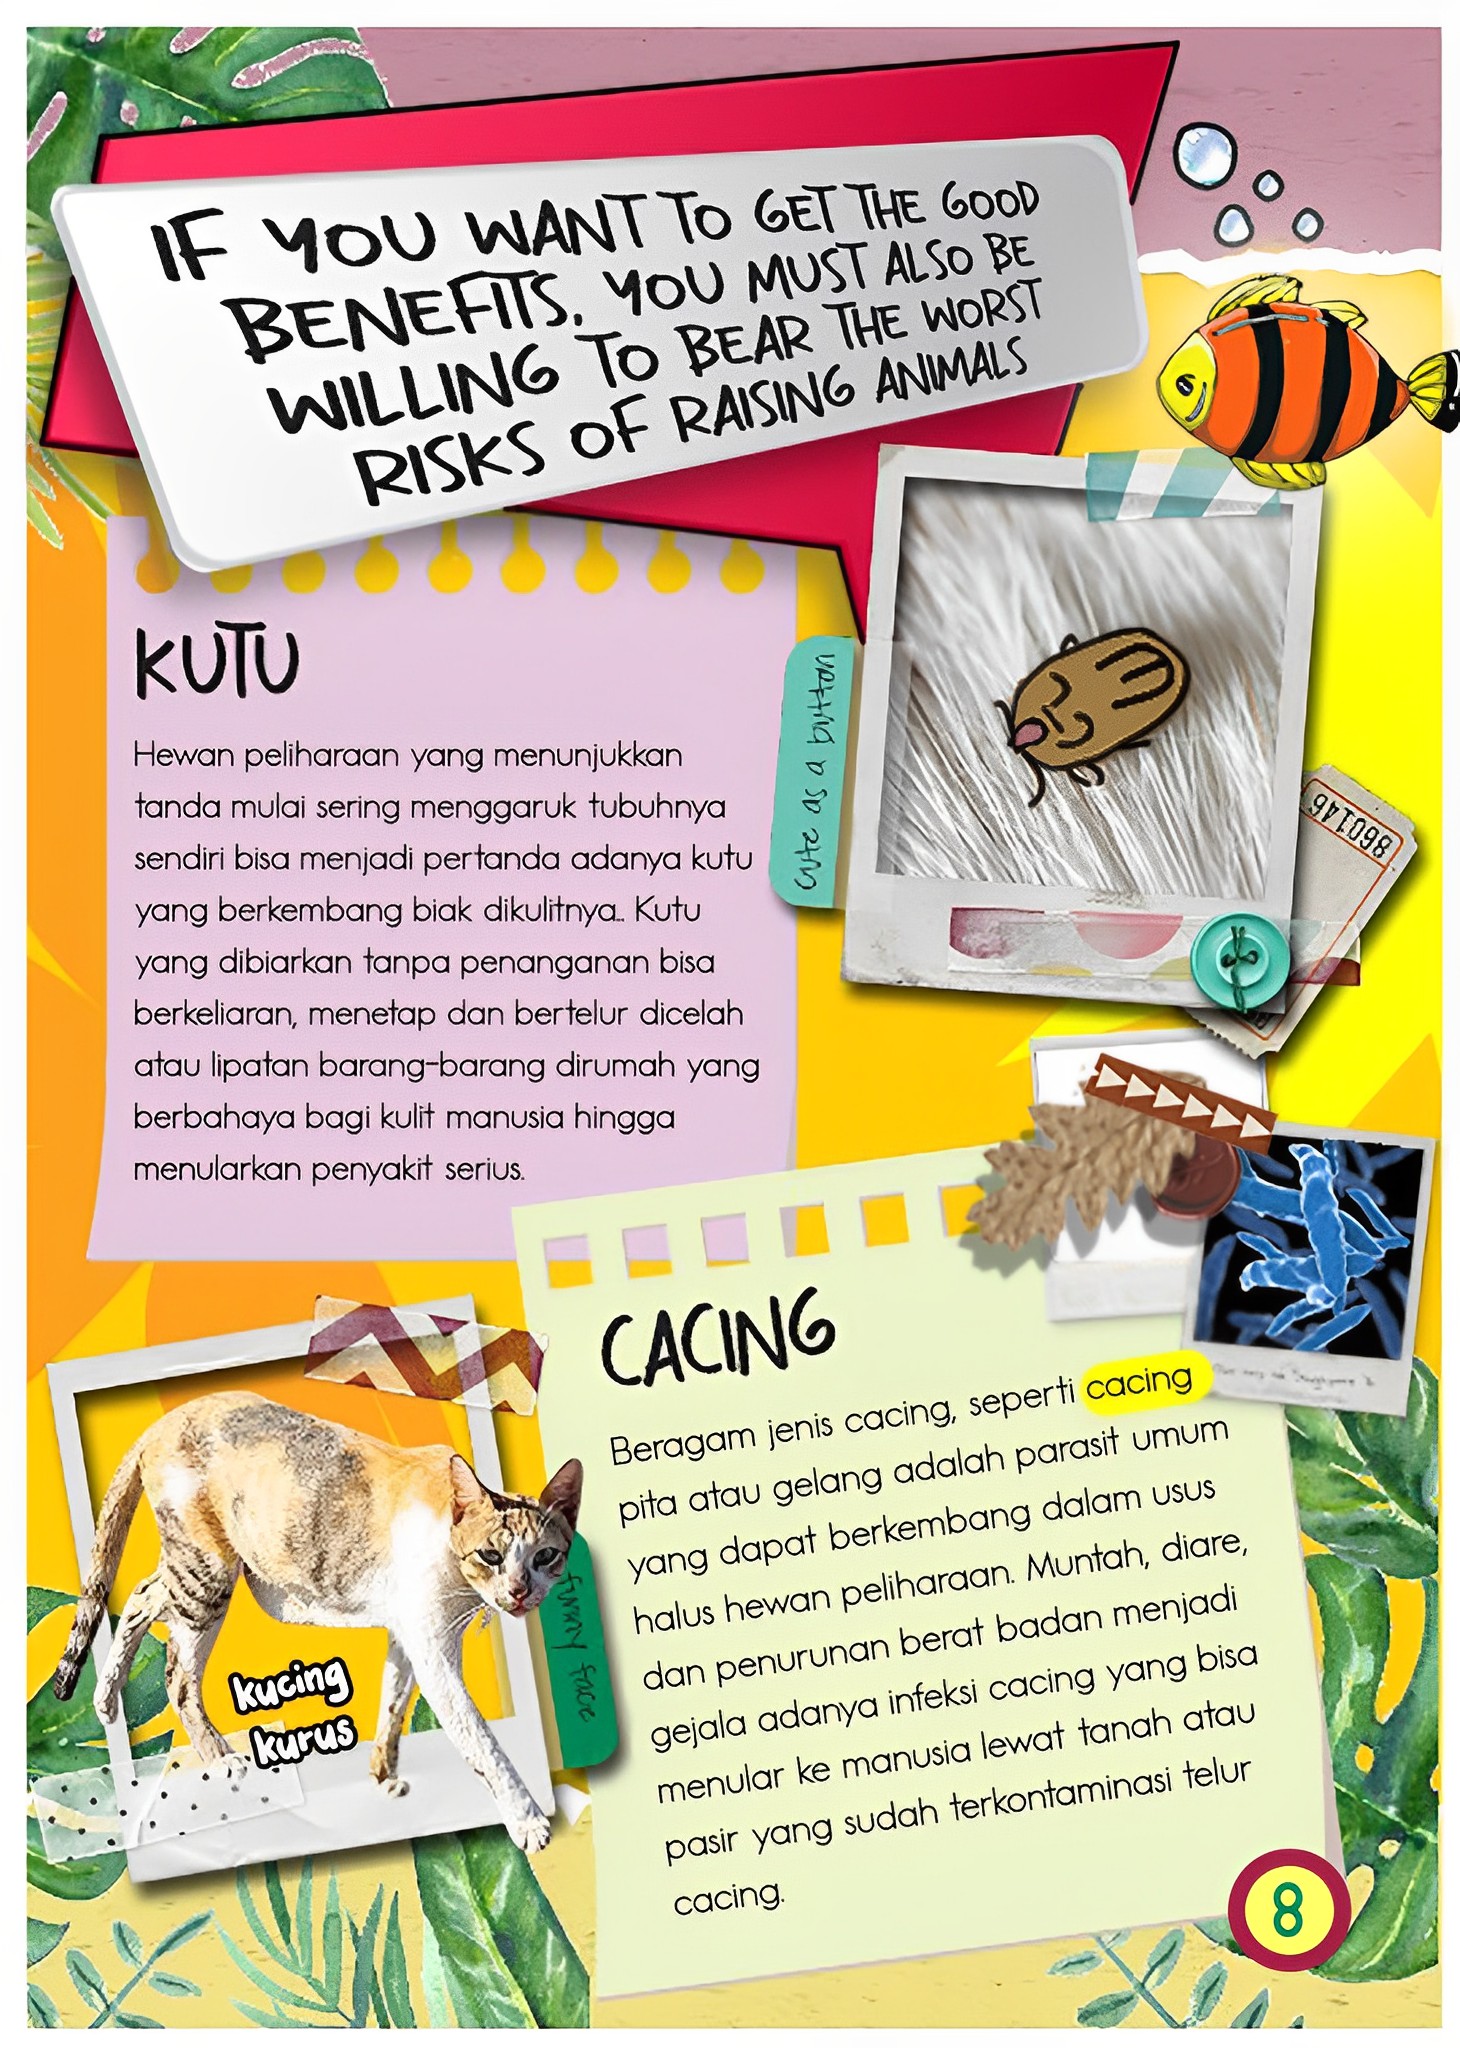 IF YOU WANT TO GET THE GOOD
BENEFITS, YOU MUST ALSO BE
WILLING TO BEAR THE WORST
RISKS OF RAISING ANIMALS
KUTU
Hewan peliharaan yang menunjukkan
tanda mulai sering menggaruk tubuhnya
sendiri bisa menjadi pertanda adanya kutu
yang berkembang biak dikulitnya.. Kutu
yang dibiarkan tanpa penanganan bisa
berkeliaran, menetap dan bertelur dicelah
atau lipatan barang-barang dirumah yang
berbahaya bagi kulit manusia hingga
menularkan penyakit serius.
cute as a button
860146
CACING
Beragam jenis cacing, seperti cacing
pita atau gelang adalah parasit umum
yang dapat berkembang dalam usus
halus hewan peliharaan. Muntah, diare,
dan penurunan berat badan menjadi
gejala adanya infeksi cacing yang bisa
menular ke manusia lewat tanah atau
pasir yang sudah terkontaminasi telur
cacing.
funny face
kucing
kurus
8